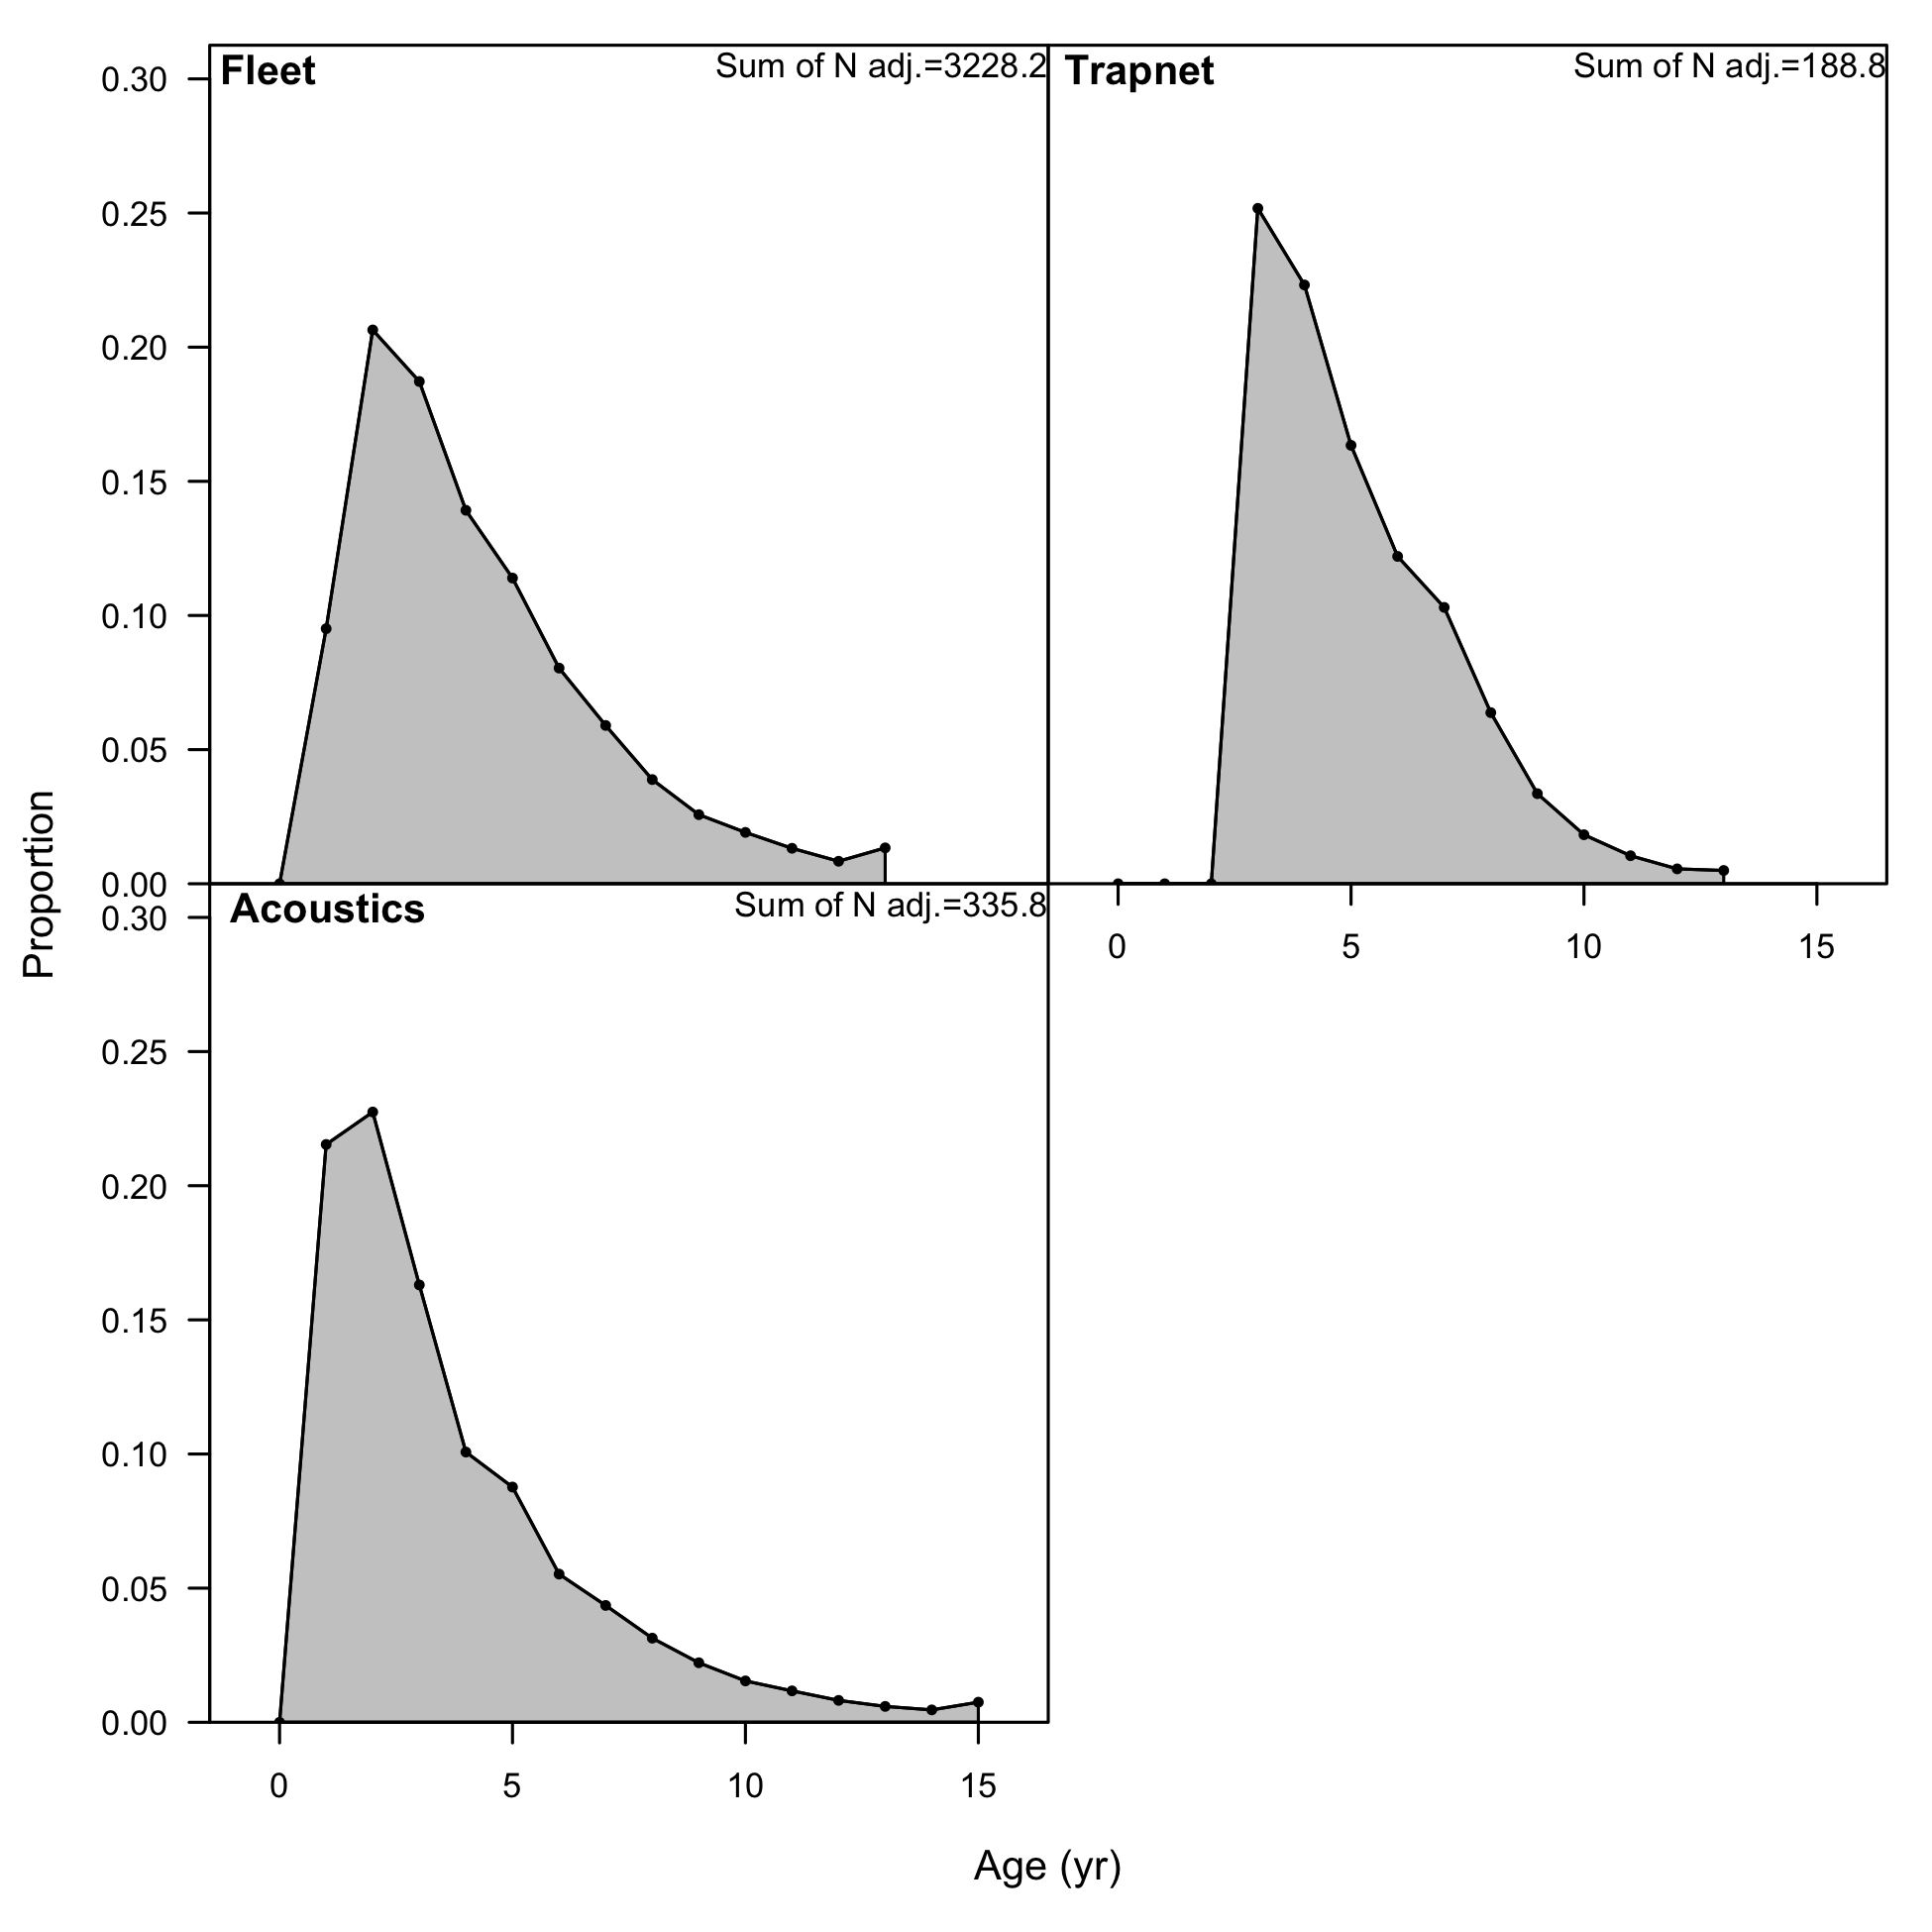 Fleet
Sum of N adj.=3228.2
Trapnet
Sum of N adj.=188.8
0.30
0.25
0.20
0.15
0.10
0.05
0.00
0 5 10 15
Acoustics
Sum of N adj.=335.8
0.30
0.25
0.20
0.15
0.10
0.05
0.00
0 5 10 15
Proportion
Age (yr)